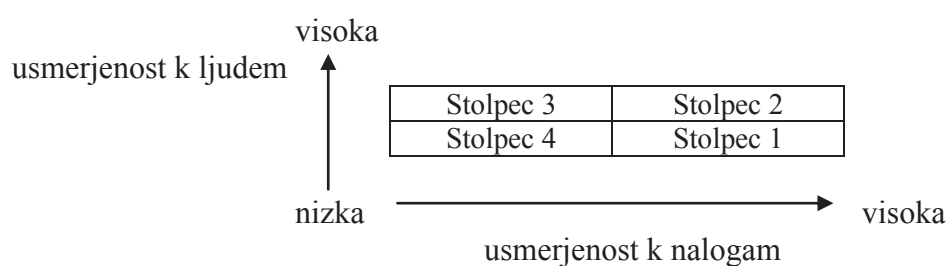 visoka
usmerjenost k ljudem
Stolpec 3 Stolpec 2
Stolpec 4 Stolpec 1
nizka visoka
usmerjenost k nalogam